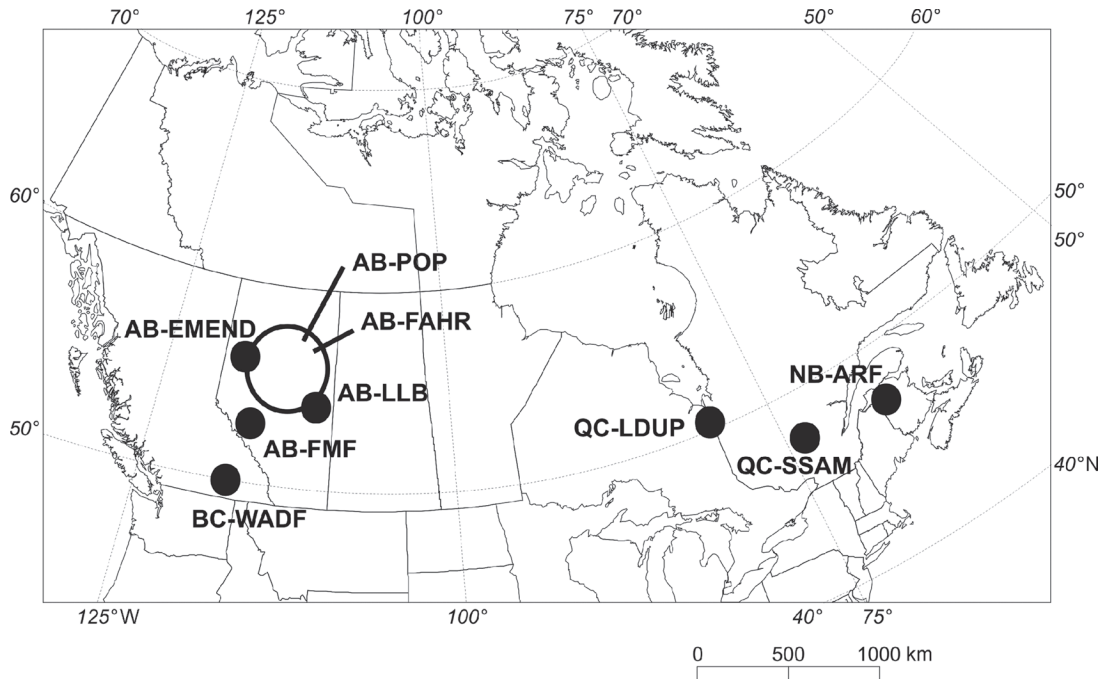 70° 125° 100° 75° 70° 50° 60°
60°
50°
50°
AB-POP
AB-FAHR
AB-EMEND
AB-LLB
NB-ARF
50°
QC-LDUP
AB-FMF
QC-SSAM
40°N
BC-WADF
125°W 100° 40° 75°
0 500 1000 km